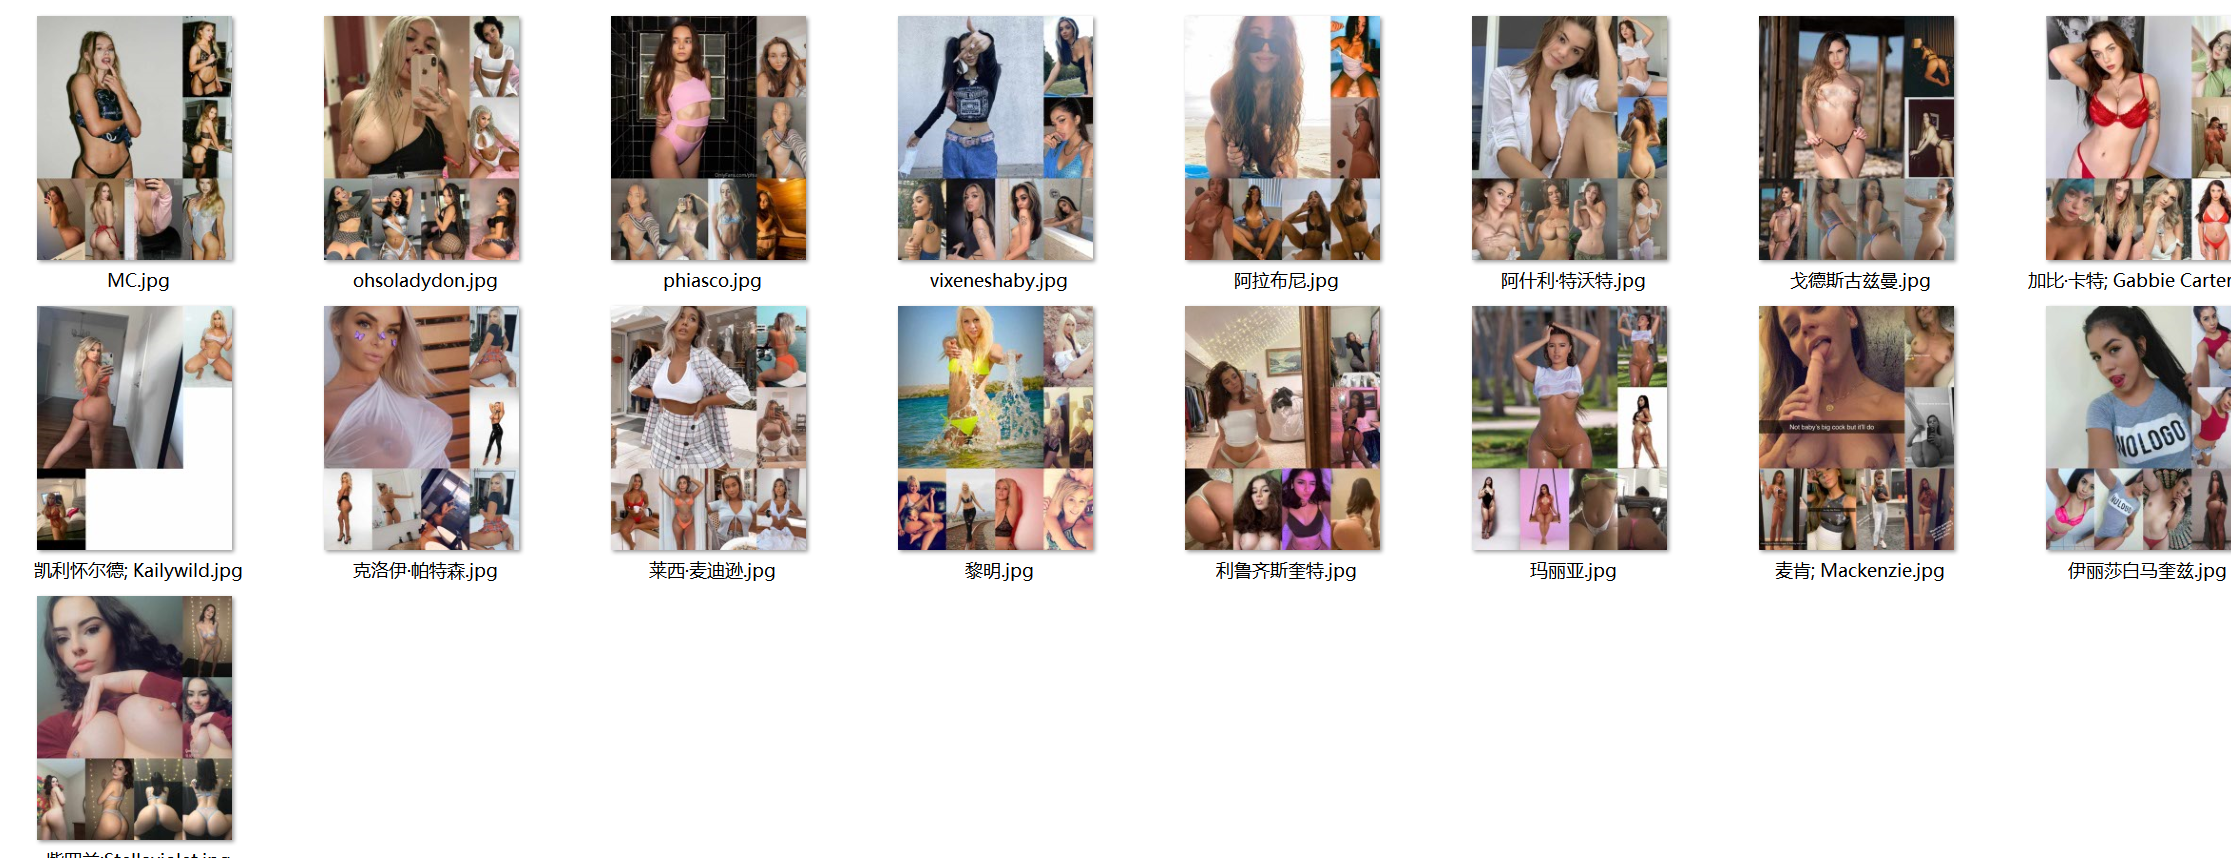 MC.jpg
ohsoladydon.jpg
phiasco.jpg
vixeneshaby.jpg
阿拉布尼.jpg
阿什利·特沃特.jpg
戈德斯古兹曼.jpg
加比·卡特; Gabbie Carter
凯利怀尔德; Kailywild.jpg
克洛伊·帕特森.jpg
莱西·麦迪逊.jpg
黎明.jpg
利鲁齐斯奎特.jpg
玛丽亚.jpg
Not baby's big cock but it'll do
麦肯; Mackenzie.jpg
NOLOGO
伊丽莎白马奎兹.jpg